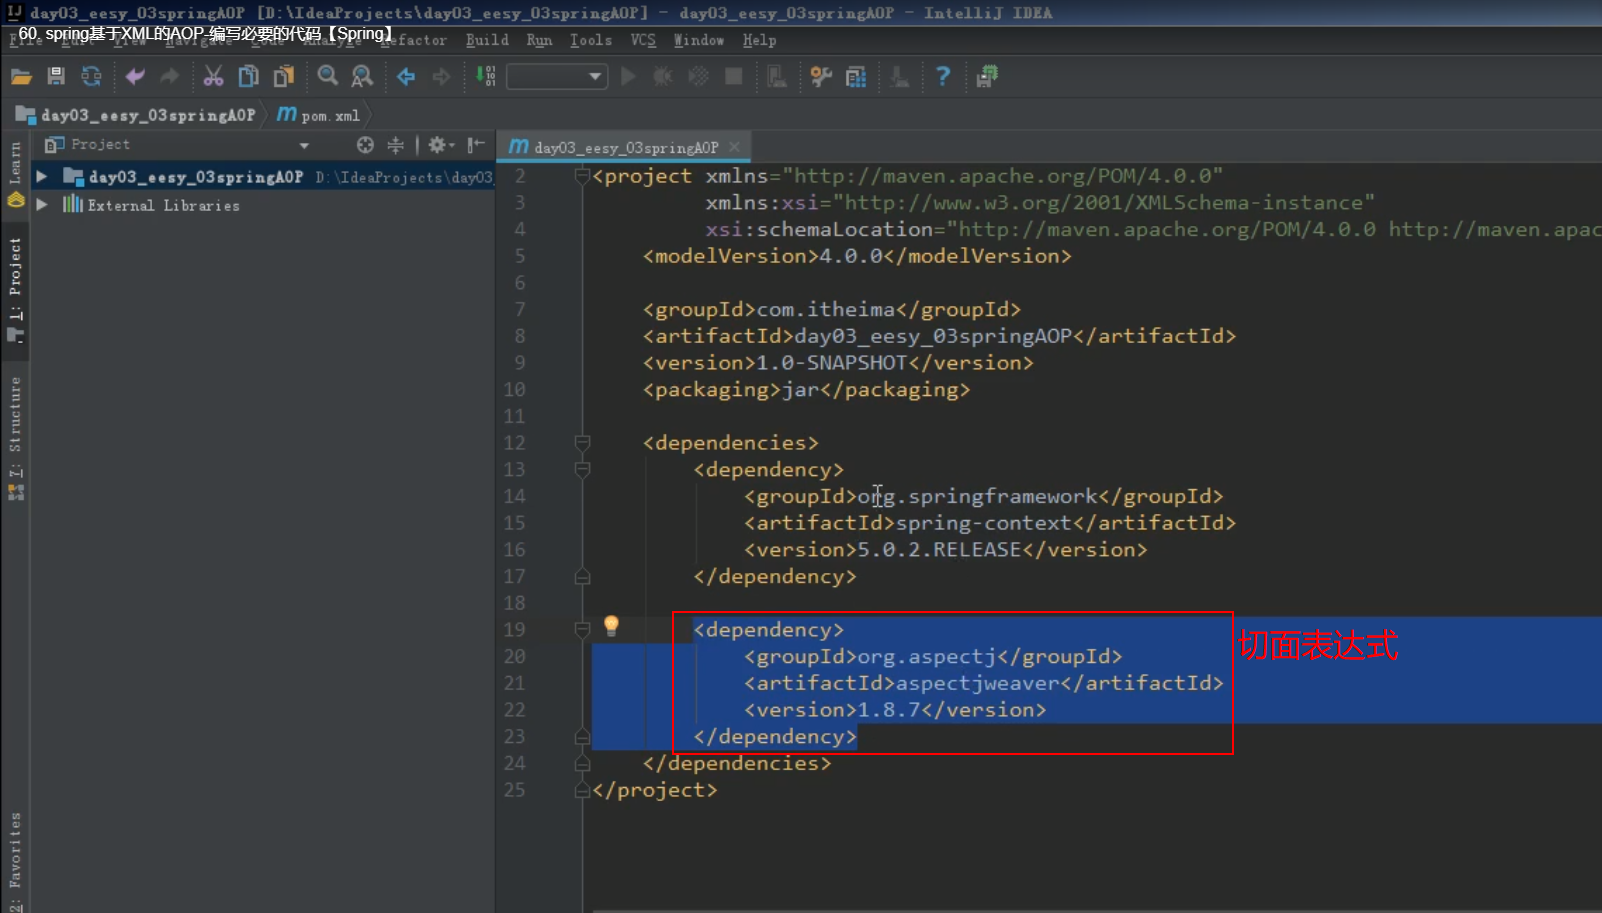 day03_eesy_03springAOP [D:\IdeaProjects\day03_eesy_03springAOP] - day03_eesy_03springAOP - IntelliJ IDEA
60. spring基于XML的AOP-编写必要的代码【Spring】
File Edit View Navigate Code Analyze Refactor Build Run Tools VCS Window Help
day03_eesy_03springAOP m pom.xml
Project
m day03_eesy_03springAOP
day03_eesy_03springAOP D:\IdeaProjects\day03
External Libraries
Learn
1: Project
7: Structure
2: Favorites
2 <project xmlns="http://maven.apache.org/POM/4.0.0"
3 xmlns:xsi="http://www.w3.org/2001/XMLSchema-instance"
4 xsi:schemaLocation="http://maven.apache.org/POM/4.0.0 http://maven.apac
5 <modelVersion>4.0.0</modelVersion>
6
7 <groupId>com.itheima</groupId>
8 <artifactId>day03_eesy_03springAOP</artifactId>
9 <version>1.0-SNAPSHOT</version>
10 <packaging>jar</packaging>
11
12 <dependencies>
13 <dependency>
14 <groupId>org.springframework</groupId>
15 <artifactId>spring-context</artifactId>
16 <version>5.0.2.RELEASE</version>
17 </dependency>
18
19 <dependency>
20 <groupId>org.aspectj</groupId>
21 <artifactId>aspectjweaver</artifactId>
22 <version>1.8.7</version>
23 </dependency>
24 </dependencies>
25 </project>
切面表达式